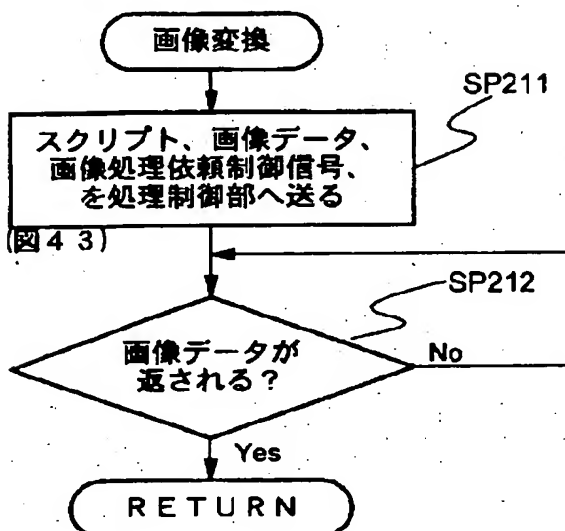 画像変換
SP211
スクリプト、画像データ、
画像処理依頼制御信号、
を処理制御部へ送る
(図43)
SP212
画像データが
返される?
No
Yes
RETURN